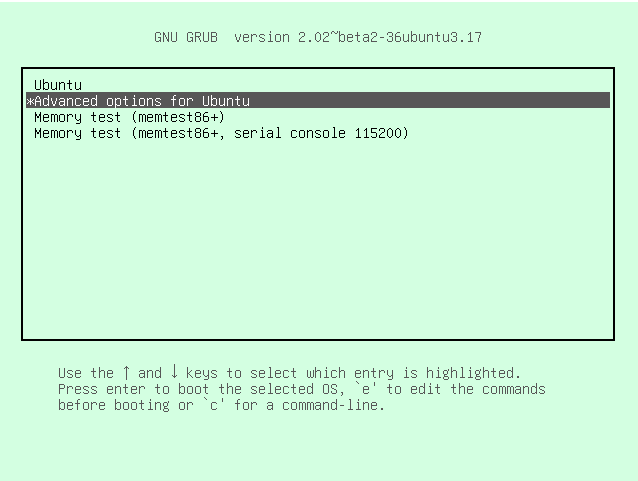 GNU GRUB  version 2.02~beta2-36ubuntu3.17
Ubuntu
*Advanced options for Ubuntu
Memory test (memtest86+)
Memory test (memtest86+, serial console 115200)
Use the ↑ and ↓ keys to select which entry is highlighted.
Press enter to boot the selected OS, `e' to edit the commands
before booting or `c' for a command-line.